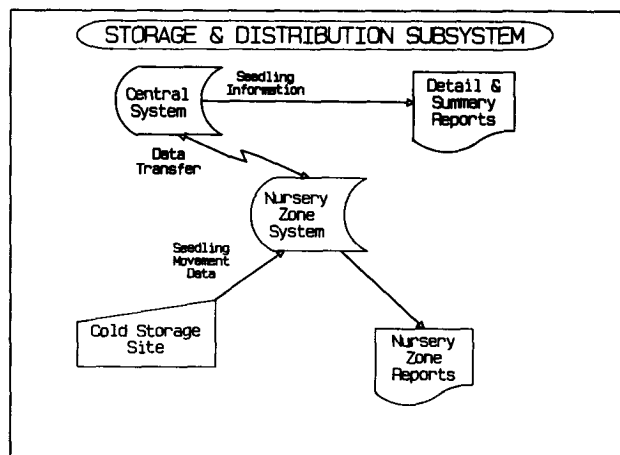 STORAGE & DISTRIBUTION SUBSYSTEM
Central
System
Seedling
Information
Detail &
Summary
Reports
Data
Transfer
Nursery
Zone
System
Seedling
Movement
Data
Cold Storage
Site
Nursery
Zone
Reports